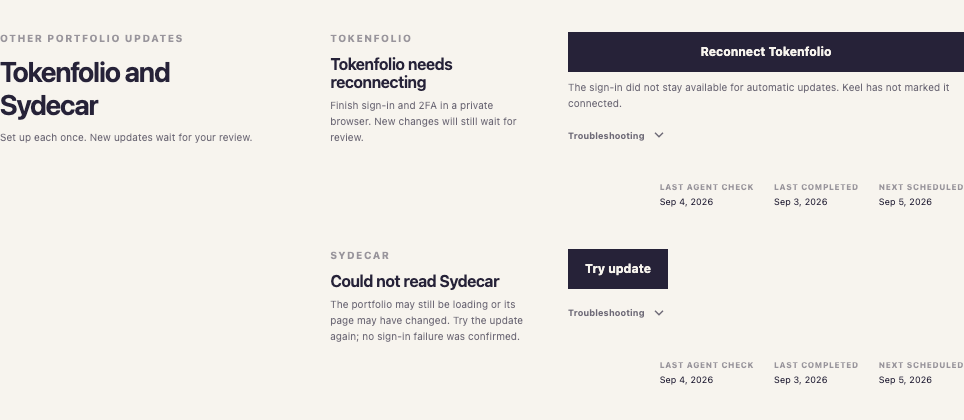 OTHER PORTFOLIO UPDATES
Tokenfolio and
Sydecar
Set up each once. New updates wait for your review.
TOKENFOLIO
Tokenfolio needs
reconnecting
Finish sign-in and 2FA in a private
browser. New changes will still wait for
review.
Reconnect Tokenfolio
The sign-in did not stay available for automatic updates. Keel has not marked it
connected.
Troubleshooting
LAST AGENT CHECK LAST COMPLETED NEXT SCHEDULED
Sep 4, 2026 Sep 3, 2026 Sep 5, 2026
SYDECAR
Could not read Sydecar
The portfolio may still be loading or its
page may have changed. Try the update
again; no sign-in failure was confirmed.
Try update
Troubleshooting
LAST AGENT CHECK LAST COMPLETED NEXT SCHEDULED
Sep 4, 2026 Sep 3, 2026 Sep 5, 2026